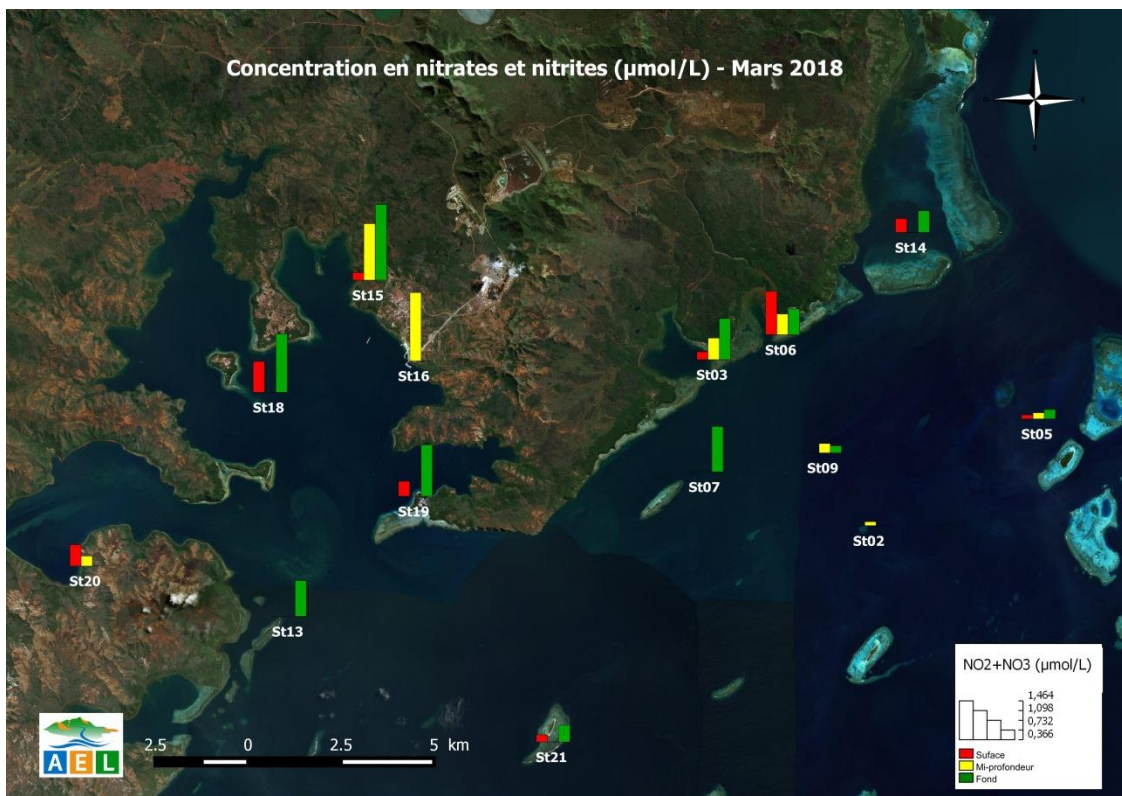 Concentration en nitrates et nitrites (µmol/L) - Mars 2018
St14
St15
St06
St03
St16
St18
St05
St09
St07
St19
St02
St20
St13
St21
NO2+NO3 (µmol/L)
1,464
1,098
0,732
0,366
Suface
Mi-profondeur
Fond
2.5 0 2.5 5 km
AEL